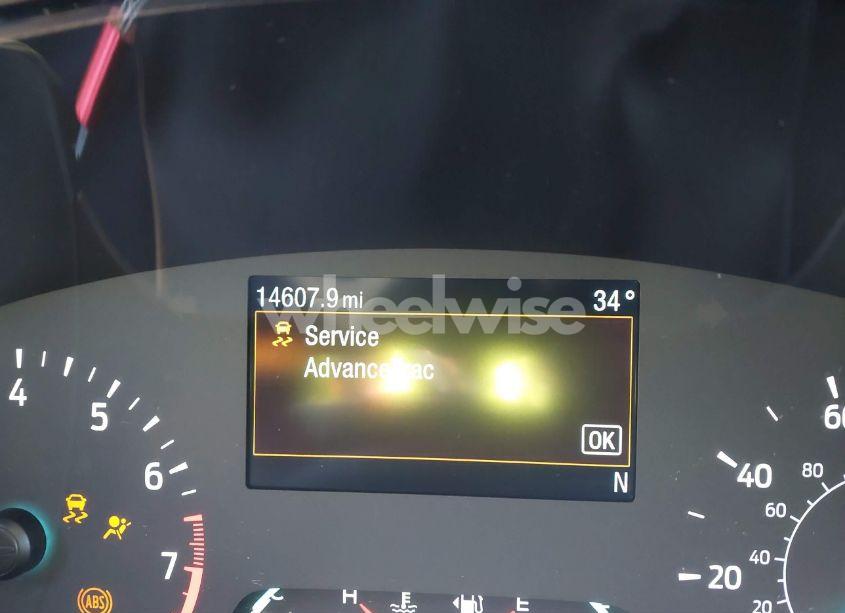 14607.9 mi 34°
wheelwise
Service
AdvanceTrac
OK
N
4
5
6
7
ABS
C H
E
20
40
60
20
40
60
80